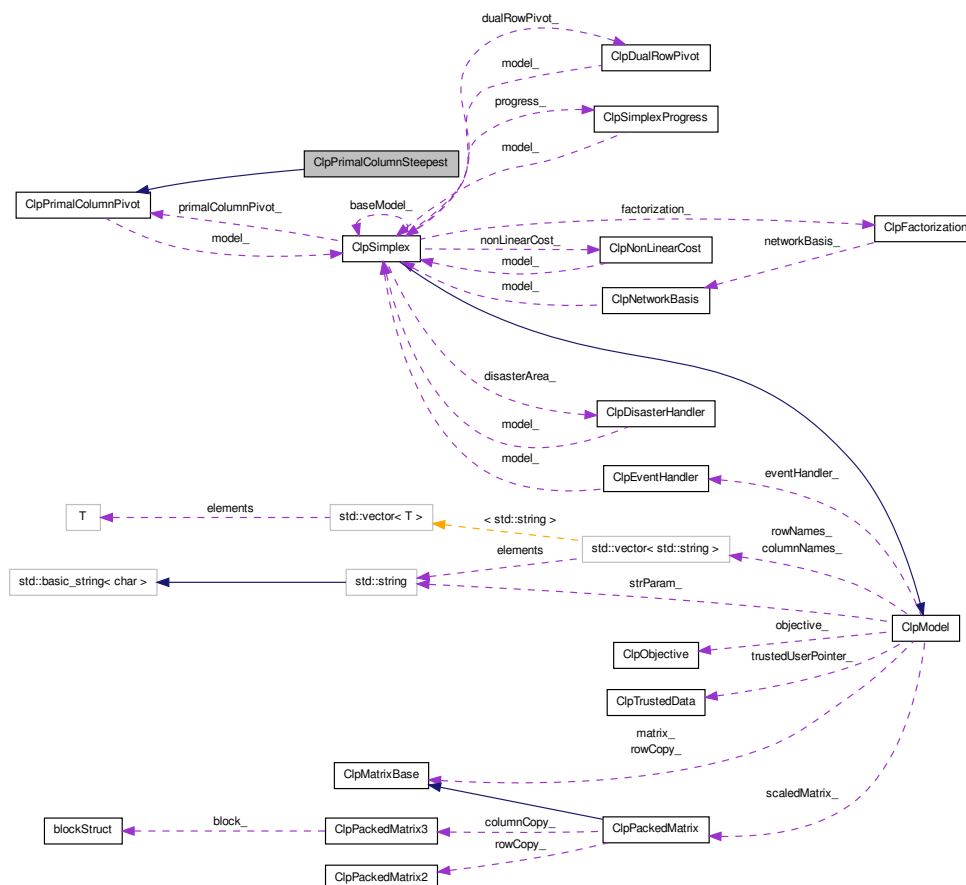 dualRowPivot_
ClpDualRowPivot
model_
progress_
ClpSimplexProgress
model_
ClpPrimalColumnSteepest
ClpPrimalColumnPivot
primalColumnPivot_
baseModel_
factorization_
ClpFactorization
model_
ClpSimplex
nonLinearCost_
ClpNonLinearCost
networkBasis_
model_
model_
ClpNetworkBasis
disasterArea_
ClpDisasterHandler
model_
model_
ClpEventHandler
eventHandler_
T
elements
std::vector< T >
< std::string >
std::vector< std::string >
rowNames_
columnNames_
elements
std::basic_string< char >
std::string
strParam_
ClpModel
objective_
ClpObjective
trustedUserPointer_
ClpTrustedData
matrix_
rowCopy_
ClpMatrixBase
scaledMatrix_
blockStruct
block_
ClpPackedMatrix3
columnCopy_
ClpPackedMatrix
rowCopy_
ClpPackedMatrix2